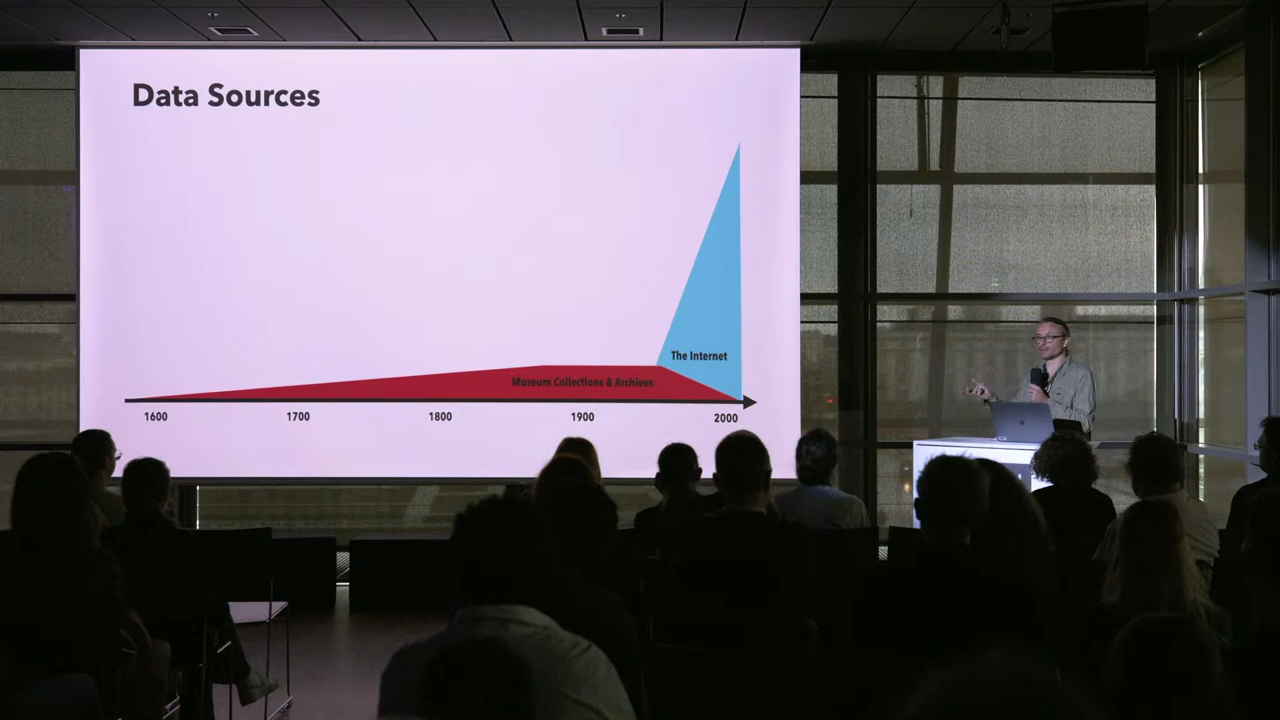 Data Sources
The Internet
Museum Collections & Archives
1600 1700 1800 1900 2000